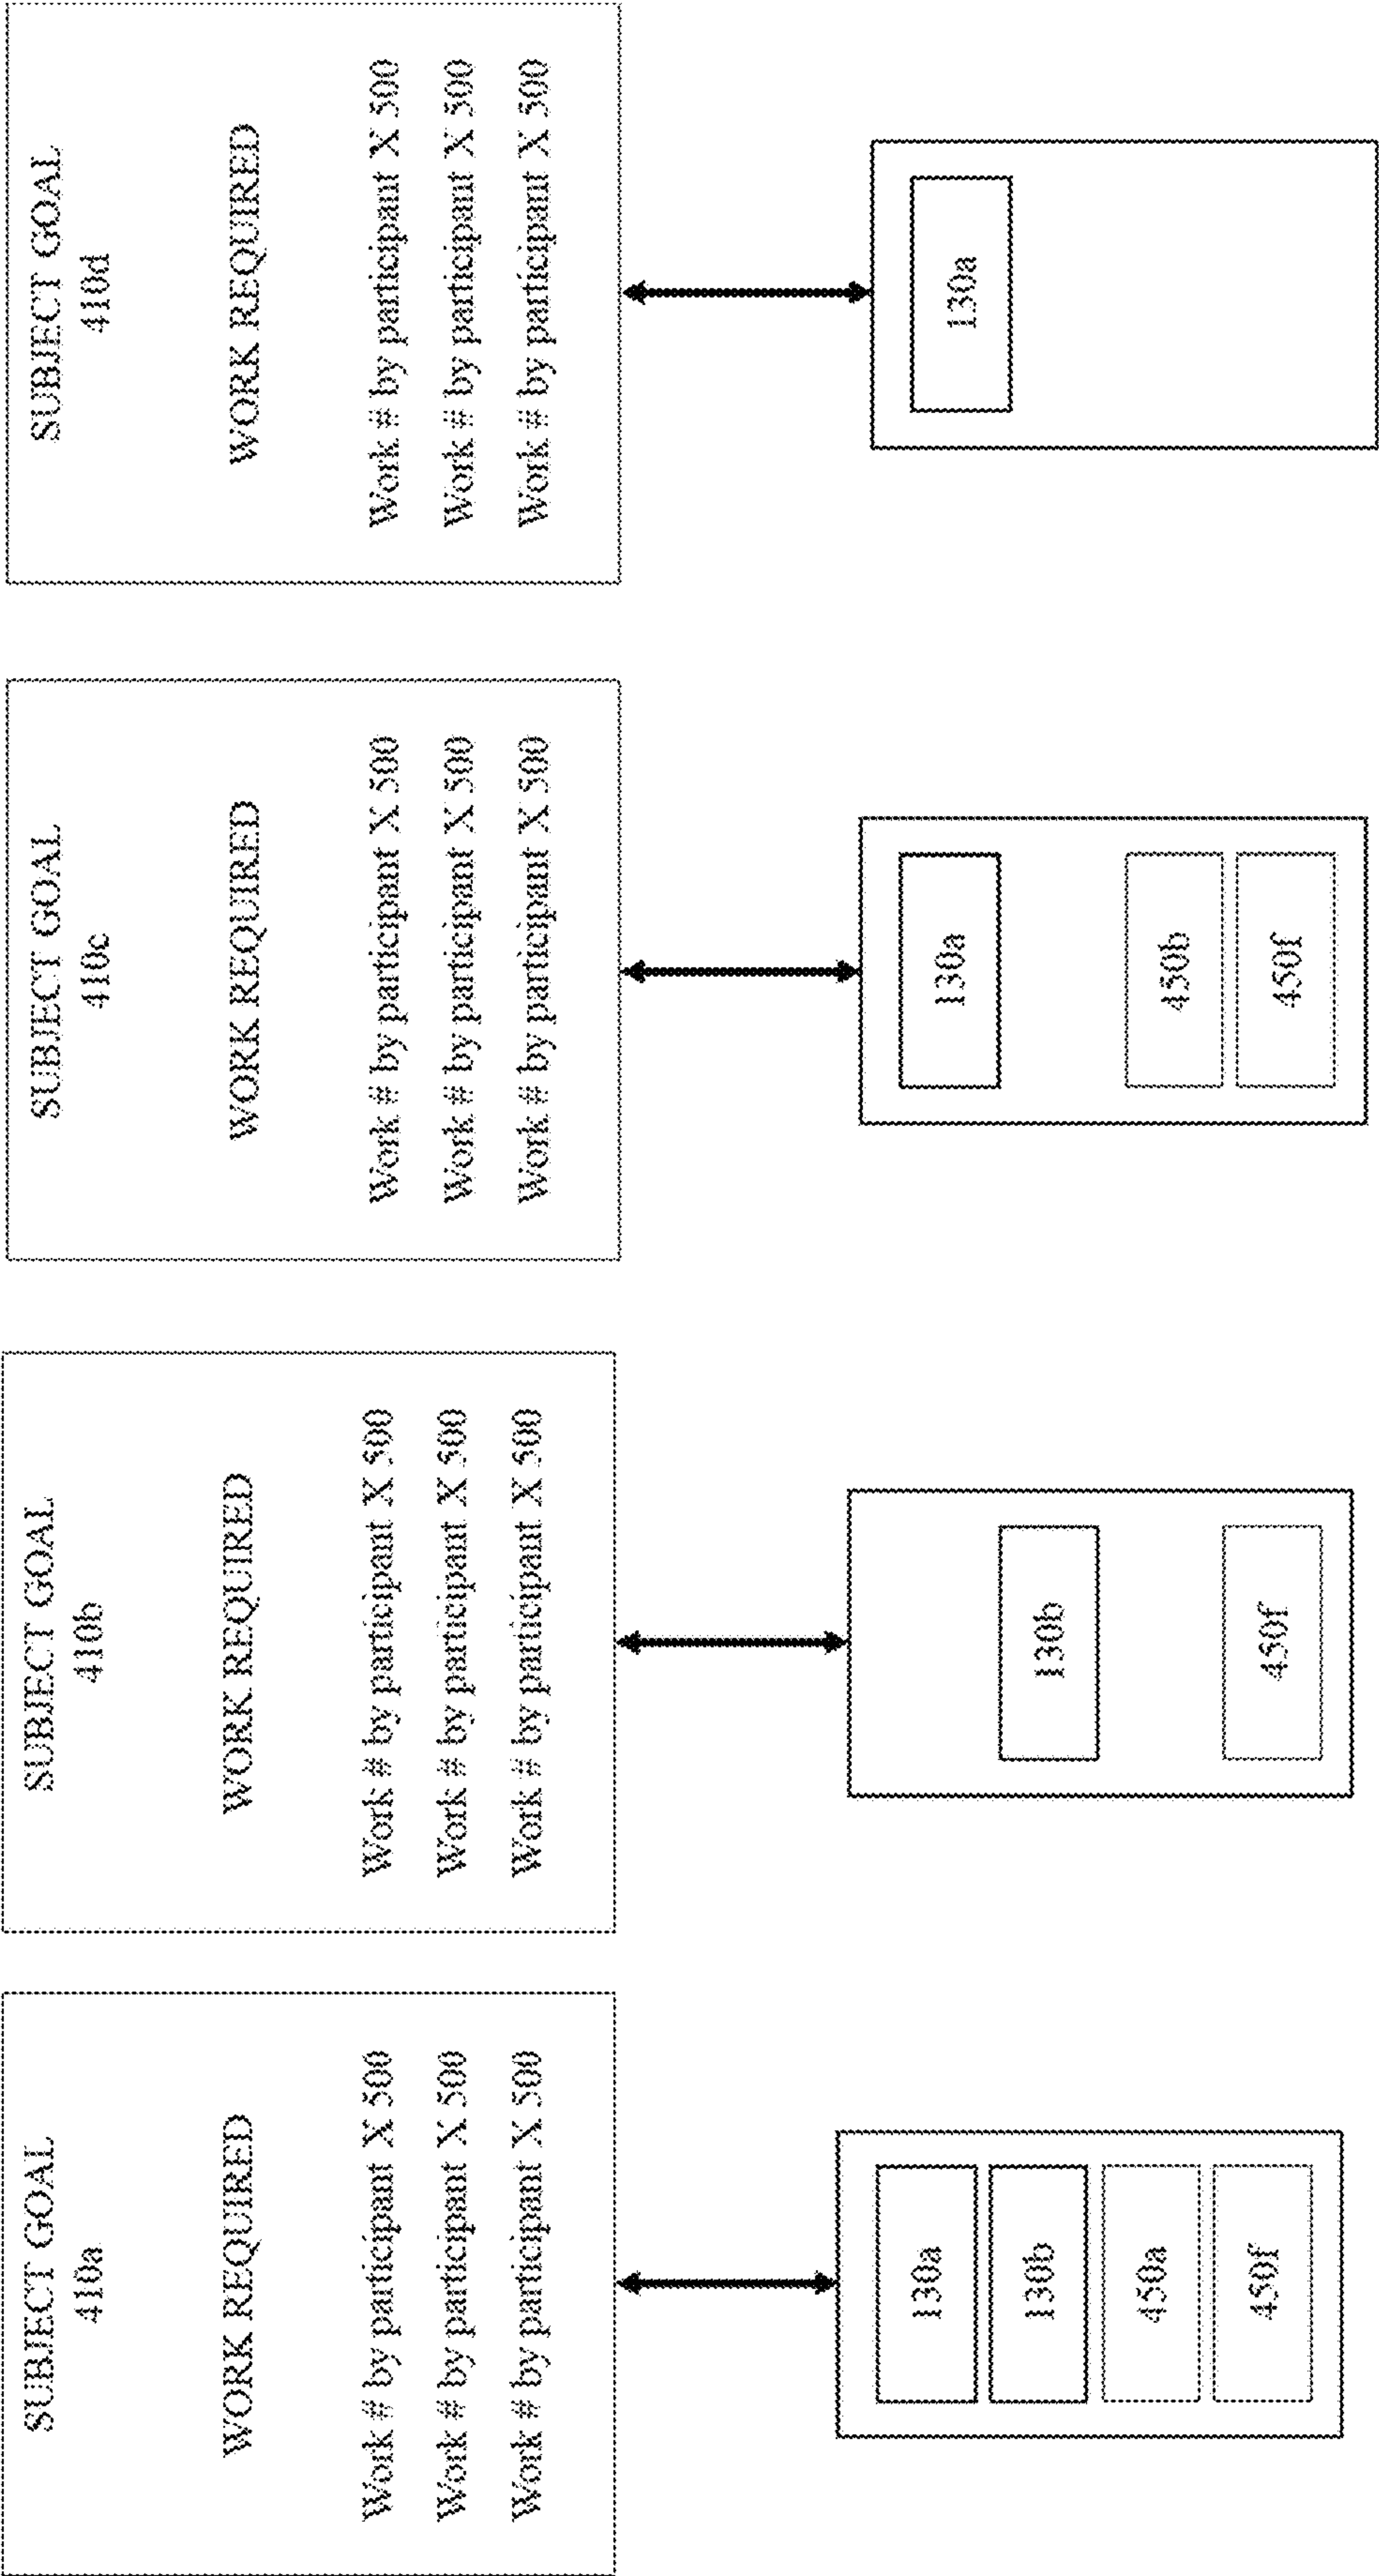 SUBJECT GOAL
410a
WORK REQUIRED
Work # by participant X 500
Work # by participant X 500
Work # by participant X 500
130a
130b
450a
450f
SUBJECT GOAL
410b
WORK REQUIRED
Work # by participant X 500
Work # by participant X 500
Work # by participant X 500
130b
450f
SUBJECT GOAL
410c
WORK REQUIRED
Work # by participant X 500
Work # by participant X 500
Work # by participant X 500
130a
450b
450f
SUBJECT GOAL
410d
WORK REQUIRED
Work # by participant X 500
Work # by participant X 500
Work # by participant X 500
130a